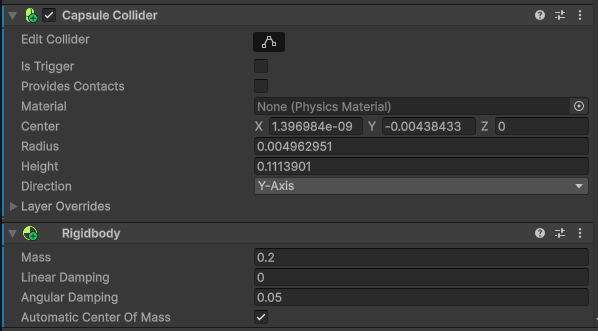 Capsule Collider
Edit Collider
Is Trigger
Provides Contacts
Material None (Physics Material)
Center X 1.396984e-09 Y -0.00438433 Z 0
Radius 0.004962951
Height 0.1113901
Direction Y-Axis
Layer Overrides
Rigidbody
Mass 0.2
Linear Damping 0
Angular Damping 0.05
Automatic Center Of Mass